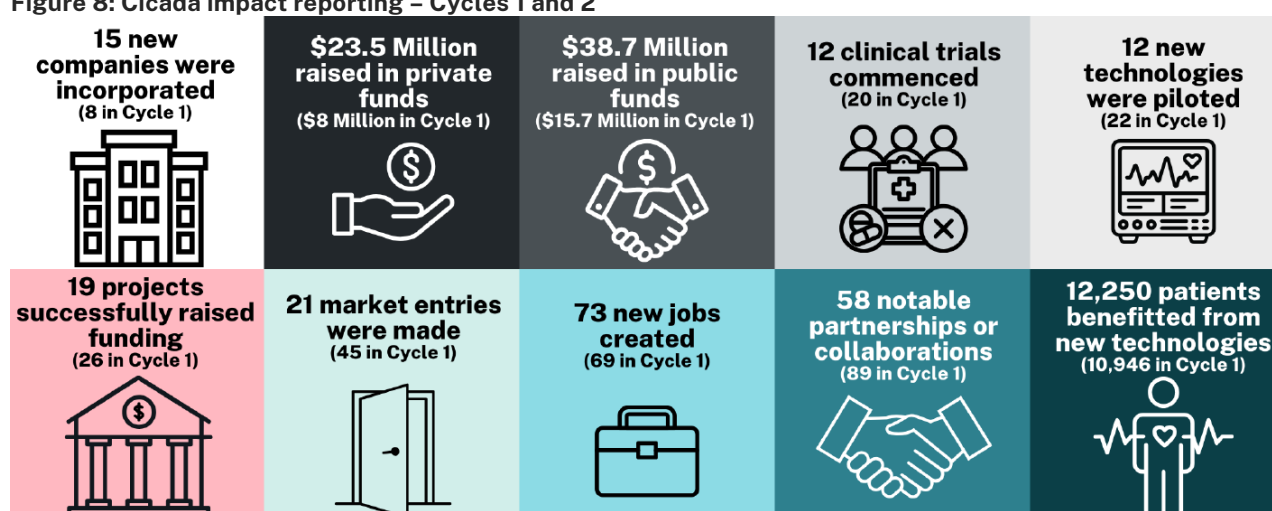 Figure 8: Cicada impact reporting – Cycles 1 and 2
15 new
companies were
incorporated
(8 in Cycle 1)
$23.5 Million
raised in private
funds
($8 Million in Cycle 1)
$38.7 Million
raised in public
funds
($15.7 Million in Cycle 1)
12 clinical trials
commenced
(20 in Cycle 1)
12 new
technologies
were piloted
(22 in Cycle 1)
19 projects
successfully raised
funding
(26 in Cycle 1)
21 market entries
were made
(45 in Cycle 1)
73 new jobs
created
(69 in Cycle 1)
58 notable
partnerships or
collaborations
(89 in Cycle 1)
12,250 patients
benefitted from
new technologies
(10,946 in Cycle 1)
$
$
$